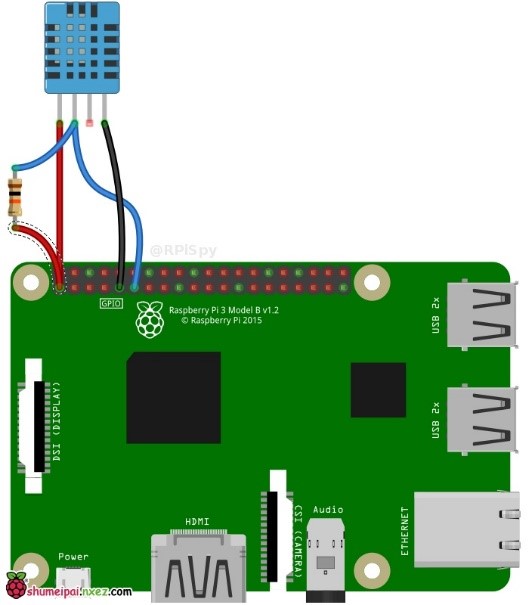 @RPiSpy
GPIO
Raspberry Pi 3 Model B v1.2
© Raspberry Pi 2015
USB 2x
DSI (DISPLAY)
USB 2x
CSI (CAMERA)
Audio
HDMI
ETHERNET
Power
shumeipai.nxez.com